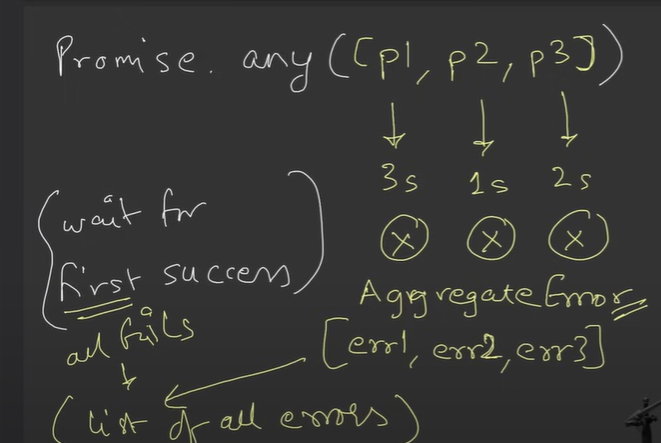 Promise. any([p1, p2, p3])
3s 1s 2s
(wait for
first success)
AggregateError
all fails
[err1, err2, err3]
(list of all errors)